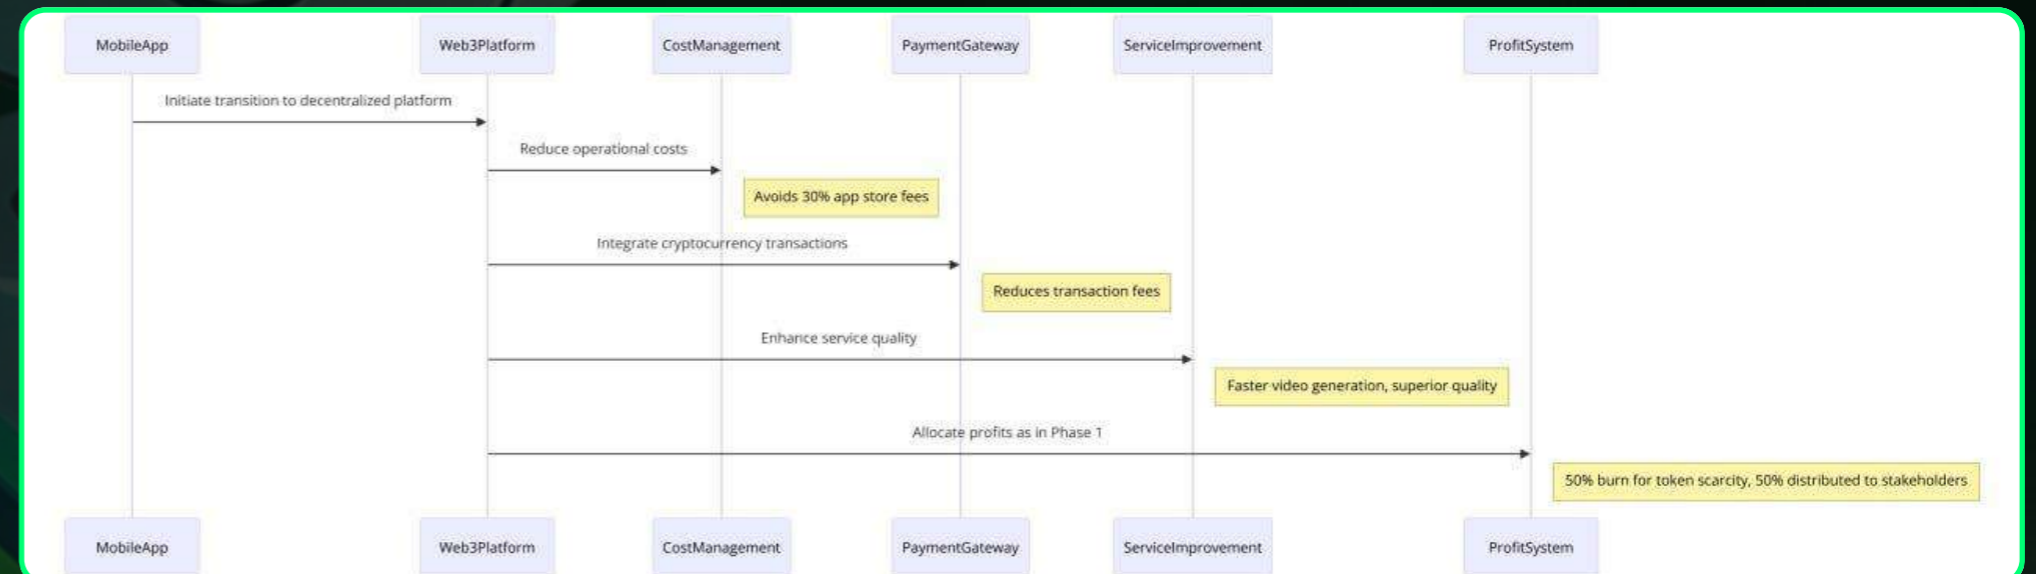 MobileApp
Web3Platform
CostManagement
PaymentGateway
ServiceImprovement
ProfitSystem
Initiate transition to decentralized platform
Reduce operational costs
Avoids 30% app store fees
Integrate cryptocurrency transactions
Reduces transaction fees
Enhance service quality
Faster video generation, superior quality
Allocate profits as in Phase 1
50% burn for token scarcity, 50% distributed to stakeholders
MobileApp
Web3Platform
CostManagement
PaymentGateway
ServiceImprovement
ProfitSystem